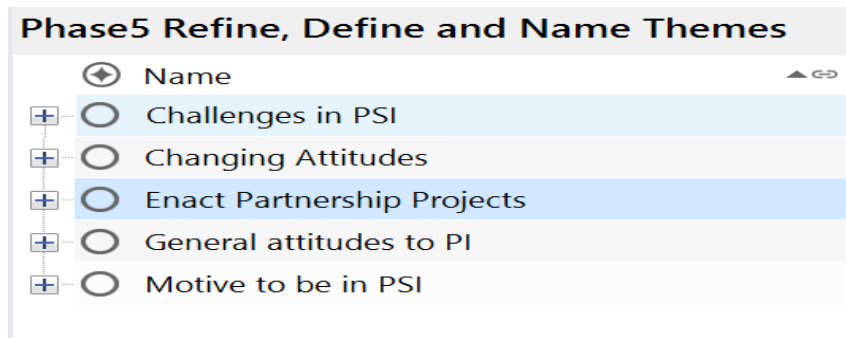 Phase5 Refine, Define and Name Themes
Name
Challenges in PSI
Changing Attitudes
Enact Partnership Projects
General attitudes to PI
Motive to be in PSI